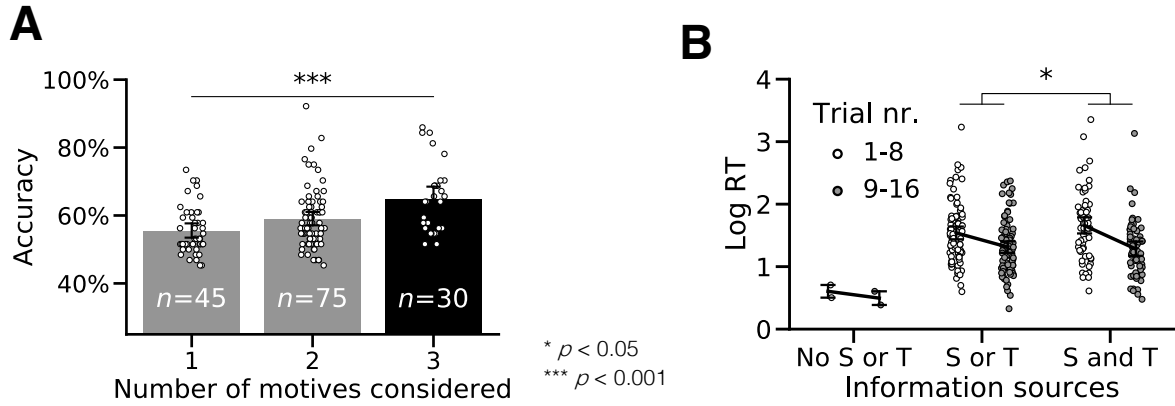 A
Accuracy
100%
80%
60%
40%
***
n=45
n=75
n=30
1
2
3
Number of motives considered
* p < 0.05
*** p < 0.001
B
Log RT
4
3
2
1
0
Trial nr.
1-8
9-16
*
No S or T
S or T
S and T
Information sources